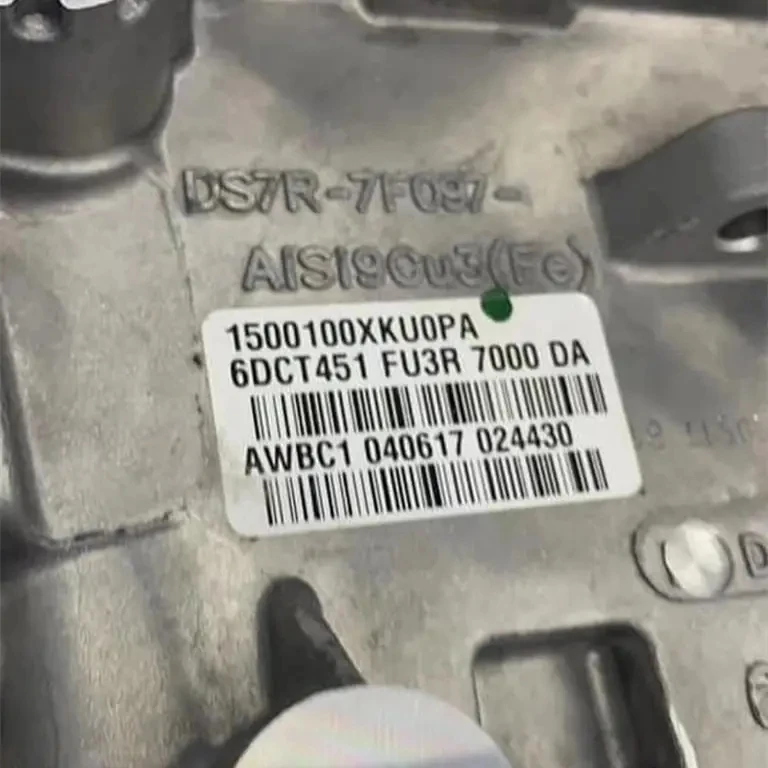 DS7R-7F097-
AlSi9Cu3(Fe)
1500100XKU0PA
6DCT451 FU3R 7000 DA
AWBC1 040617 024430
D